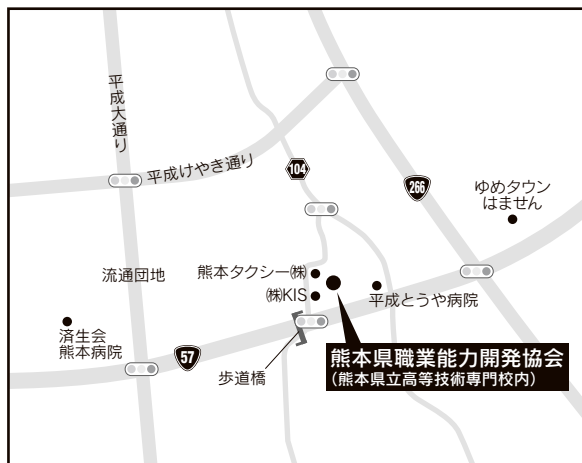 平成大通り
平成けやき通り
104
266
ゆめタウン
はません
流通団地
熊本タクシー㈱
㈱KIS
平成とうや病院
済生会
熊本病院
57
歩道橋
熊本県職業能力開発協会
(熊本県立高等技術専門校内)